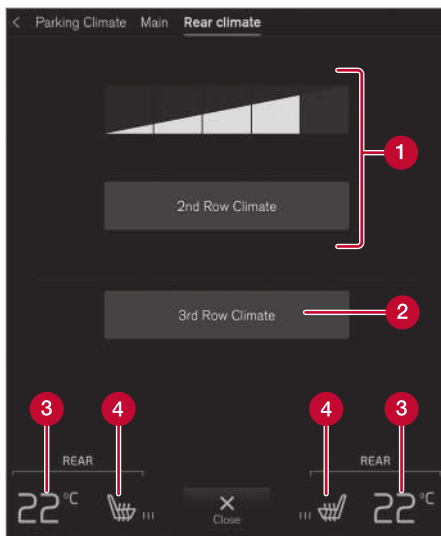 < Parking Climate Main Rear climate
1
2nd Row Climate
3rd Row Climate
2
3 4 4 3
REAR REAR
22°C 22°C
Close